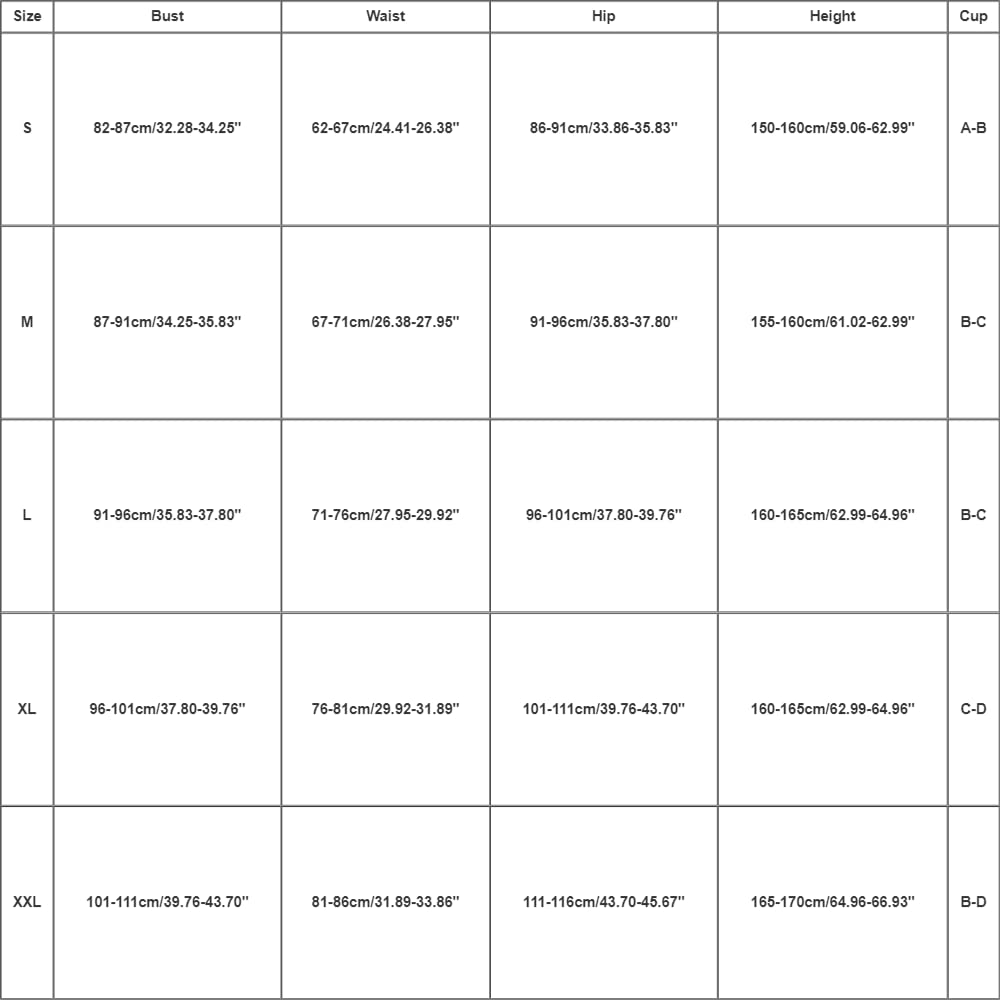 Size Bust Waist Hip Height Cup
S 82-87cm/32.28-34.25" 62-67cm/24.41-26.38" 86-91cm/33.86-35.83" 150-160cm/59.06-62.99" A-B
M 87-91cm/34.25-35.83" 67-71cm/26.38-27.95" 91-96cm/35.83-37.80" 155-160cm/61.02-62.99" B-C
L 91-96cm/35.83-37.80" 71-76cm/27.95-29.92" 96-101cm/37.80-39.76" 160-165cm/62.99-64.96" B-C
XL 96-101cm/37.80-39.76" 76-81cm/29.92-31.89" 101-111cm/39.76-43.70" 160-165cm/62.99-64.96" C-D
XXL 101-111cm/39.76-43.70" 81-86cm/31.89-33.86" 111-116cm/43.70-45.67" 165-170cm/64.96-66.93" B-D